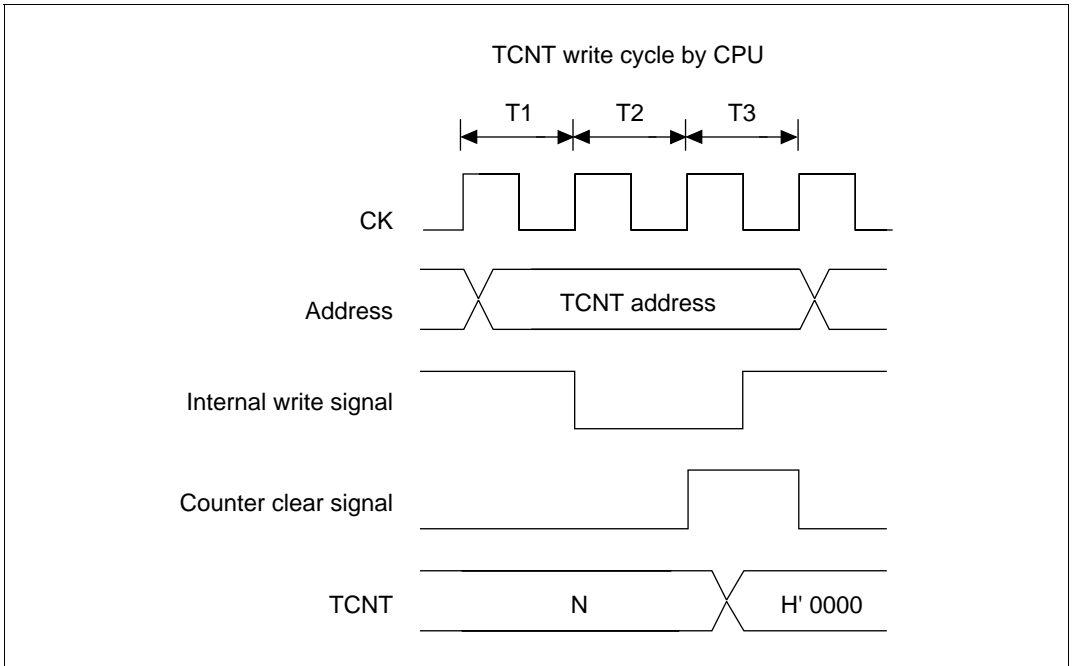 TCNT write cycle by CPU
T1 T2 T3
CK
Address
TCNT address
Internal write signal
Counter clear signal
TCNT
N
H' 0000